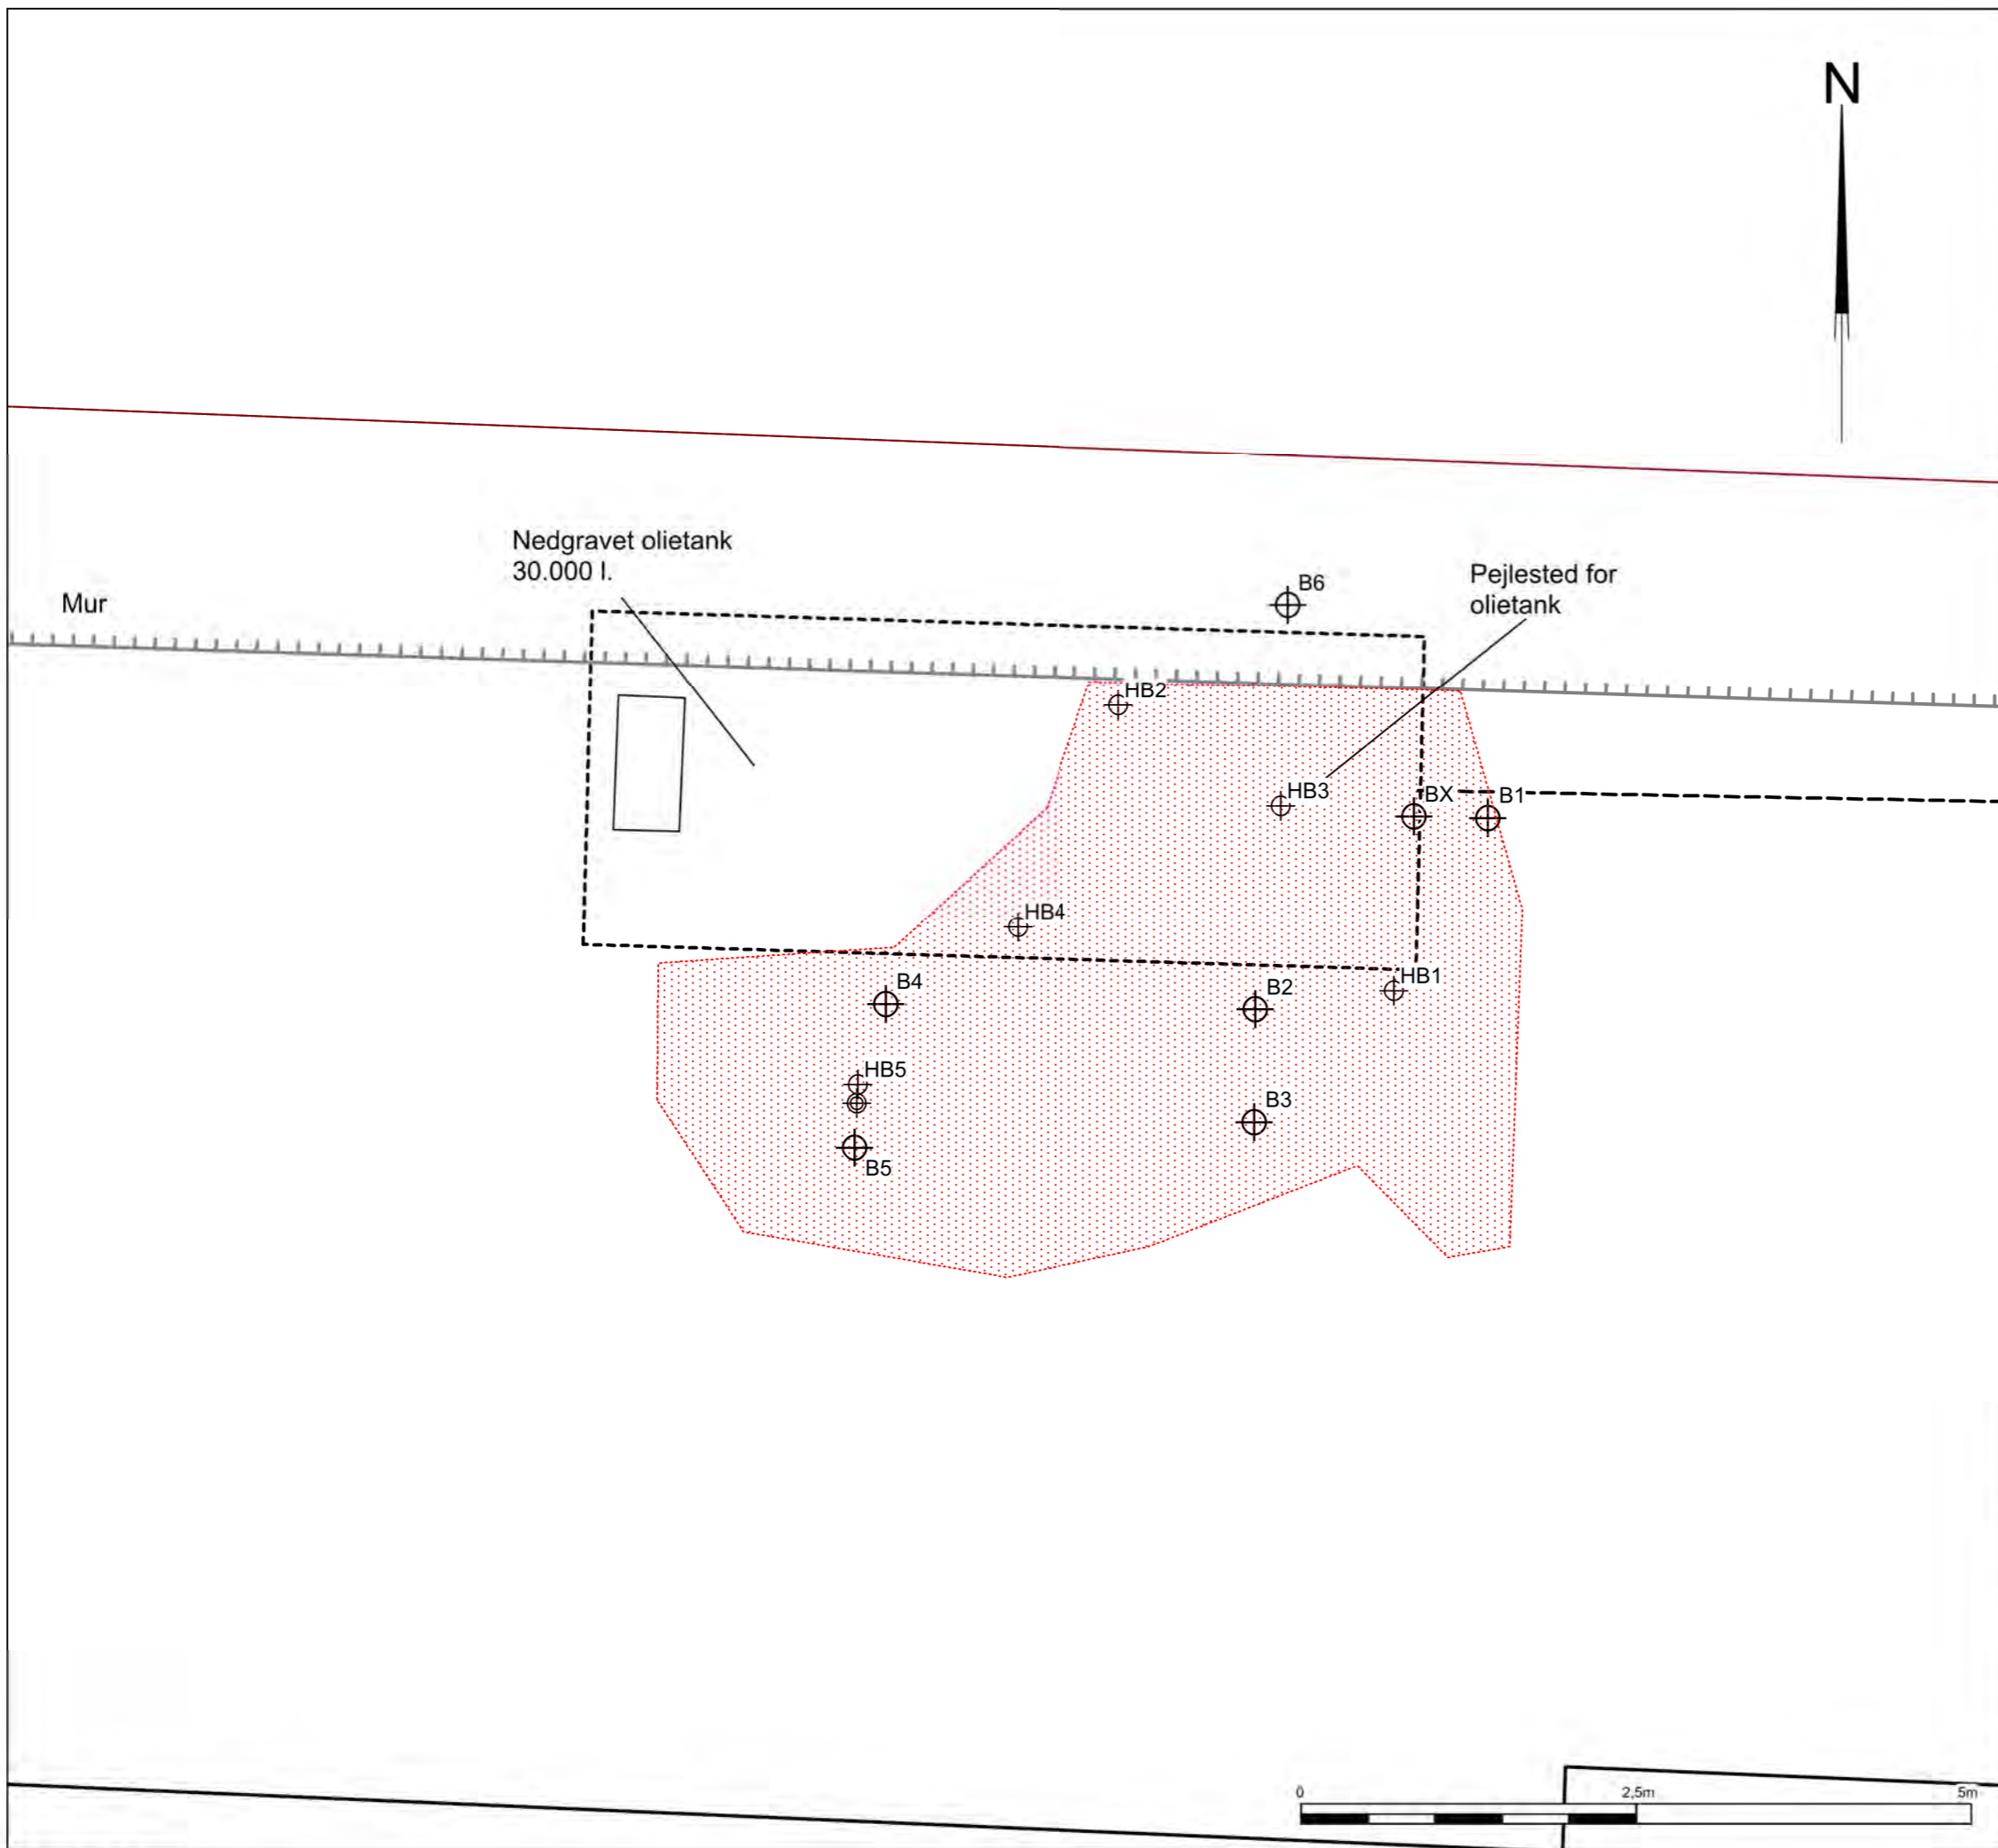 N
Nedgravet olietank
30.000 l.
Mur
B6
Pejlested for
olietank
HB2
HB3
BX
B1
HB4
HB1
B4
B2
HB5
B3
B5
0
2,5m
5m